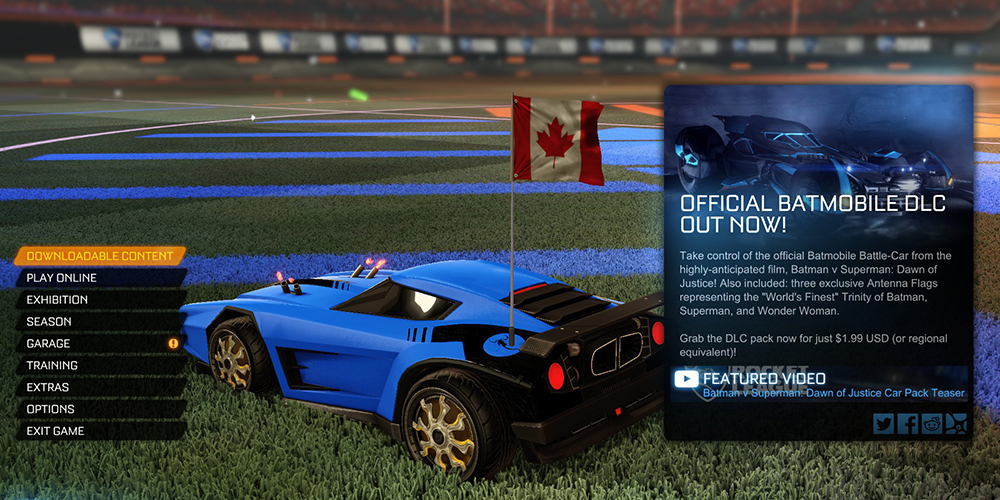 DOWNLOADABLE CONTENT
PLAY ONLINE
EXHIBITION
SEASON
GARAGE
TRAINING
EXTRAS
OPTIONS
EXIT GAME
OFFICIAL BATMOBILE DLC
OUT NOW!
Take control of the official Batmobile Battle-Car from the
highly-anticipated film, Batman v Superman: Dawn of
Justice! Also included: three exclusive Antenna Flags
representing the "World's Finest" Trinity of Batman,
Superman, and Wonder Woman.
Grab the DLC pack now for just $1.99 USD (or regional
equivalent)!
ROCKET
LEAGUE
FEATURED VIDEO
Batman v Superman: Dawn of Justice Car Pack Teaser